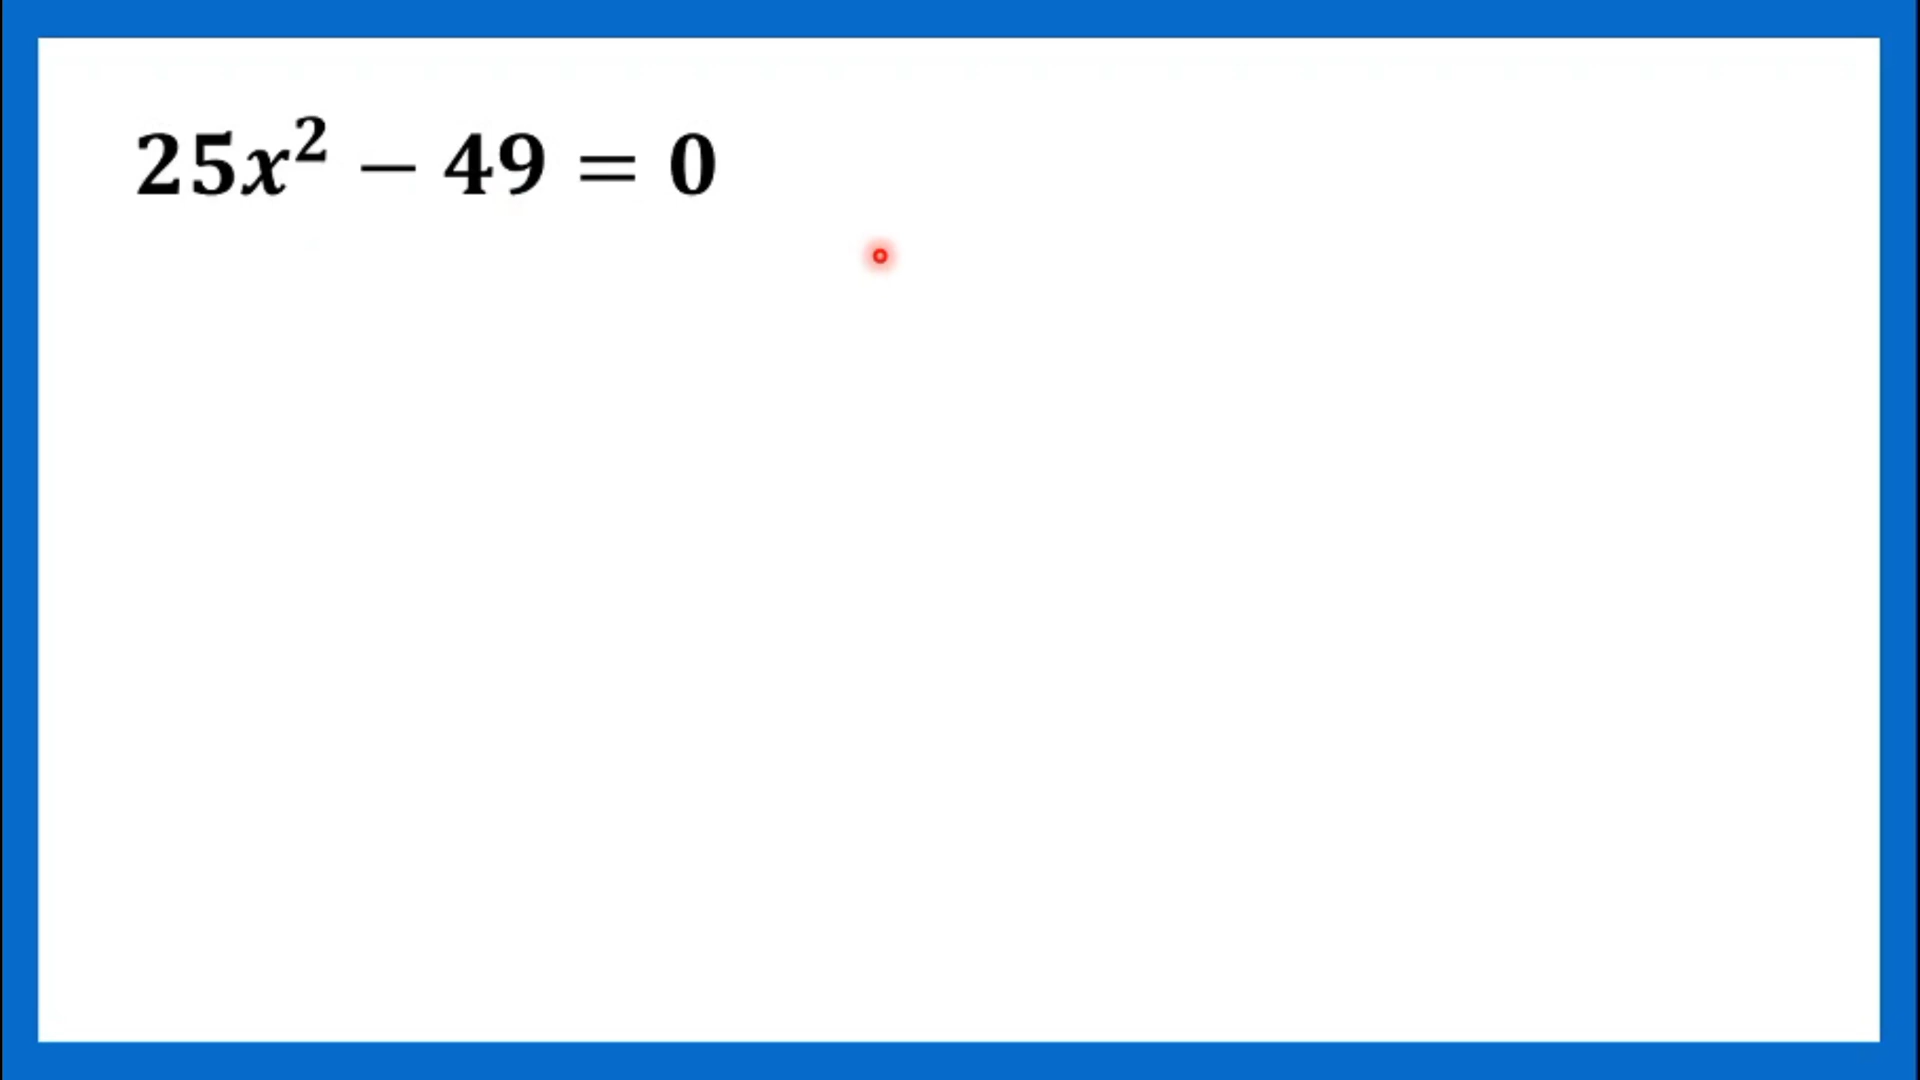 25x² − 49 = 0